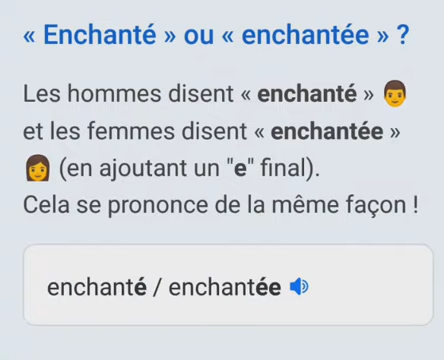 « Enchanté » ou « enchantée » ?
Les hommes disent « enchanté » 👨
et les femmes disent « enchantée »
👩 (en ajoutant un "e" final).
Cela se prononce de la même façon !
enchanté / enchantée